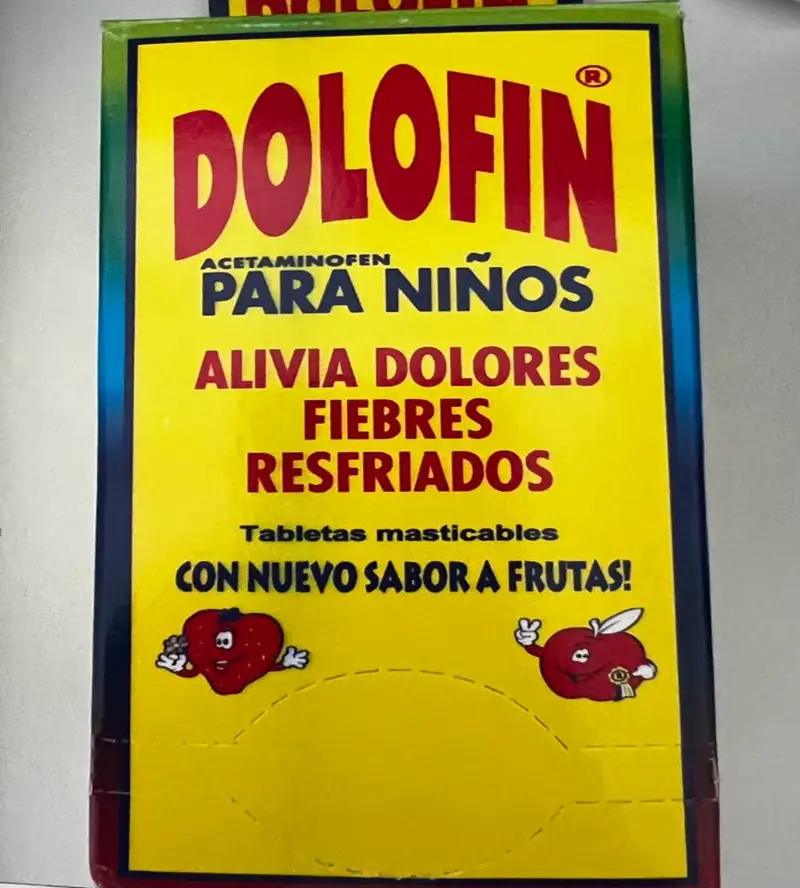 DOLOFIN®
ACETAMINOFEN
PARA NIÑOS
ALIVIA DOLORES
FIEBRES
RESFRIADOS
Tabletas masticables
CON NUEVO SABOR A FRUTAS!